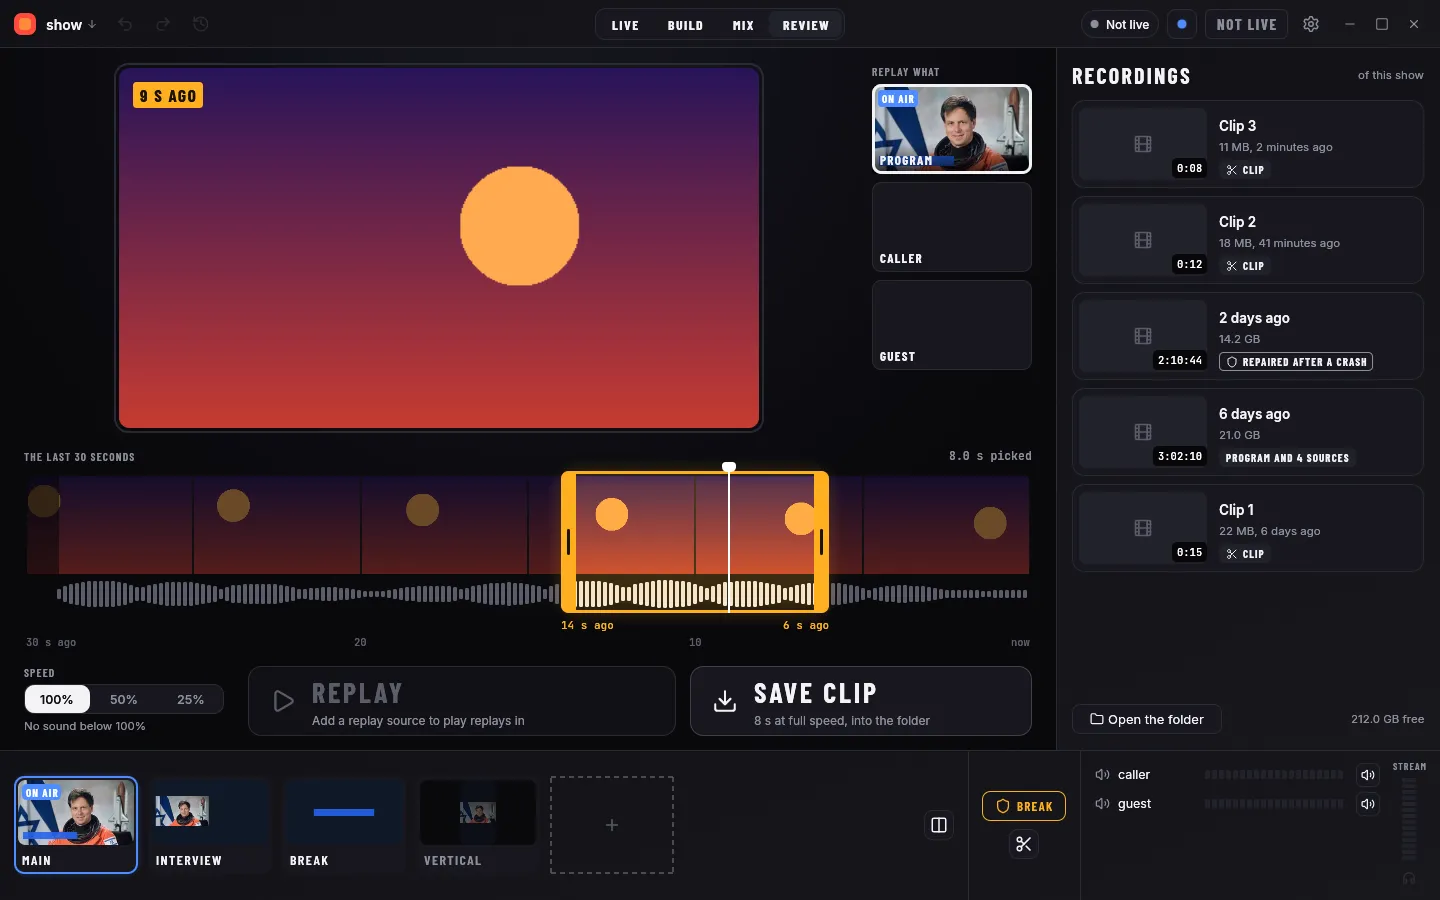 show
LIVE
BUILD
MIX
REVIEW
Not live
NOT LIVE
9 S AGO
REPLAY WHAT
ON AIR
PROGRAM
CALLER
GUEST
RECORDINGS
of this show
Clip 3
11 MB, 2 minutes ago
0:08
CLIP
Clip 2
18 MB, 41 minutes ago
0:12
CLIP
2 days ago
14.2 GB
2:10:44
REPAIRED AFTER A CRASH
6 days ago
21.0 GB
3:02:10
PROGRAM AND 4 SOURCES
Clip 1
22 MB, 6 days ago
0:15
CLIP
Open the folder
212.0 GB free
THE LAST 30 SECONDS
8.0 s picked
14 s ago
6 s ago
30 s ago
20
10
now
SPEED
100%
50%
25%
No sound below 100%
REPLAY
Add a replay source to play replays in
SAVE CLIP
8 s at full speed, into the folder
ON AIR
MAIN
INTERVIEW
BREAK
VERTICAL
BREAK
caller
guest
STREAM